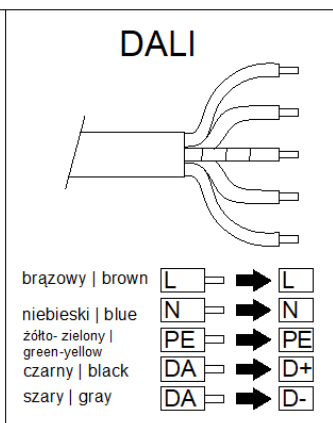 DALI
brązowy | brown L L
niebieski | blue N N
żółto- zielony |
green-yellow PE PE
czarny | black DA D+
szary | gray DA D-